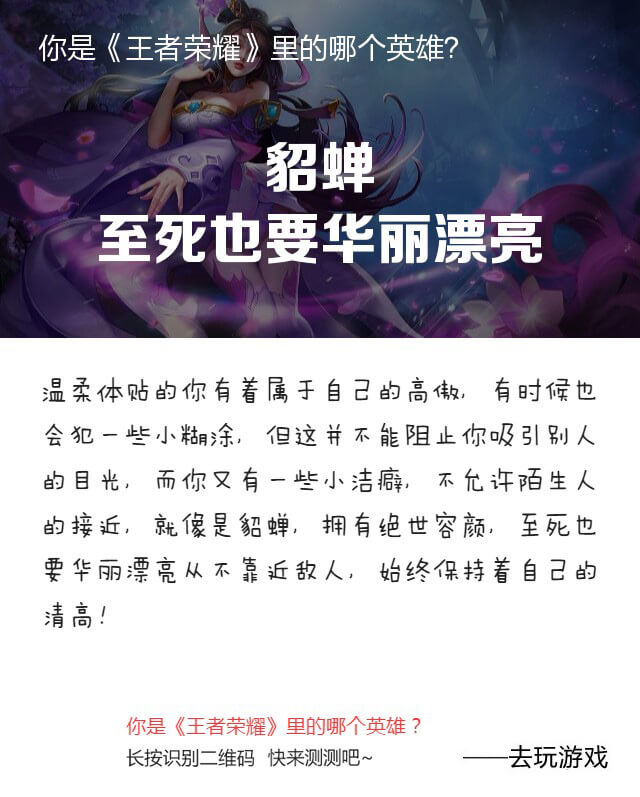 你是《王者荣耀》里的哪个英雄?
貂蝉
至死也要华丽漂亮
温柔体贴的你有着属于自己的高傲，有时候也
会犯一些小糊涂，但这并不能阻止你吸引别人
的目光，而你又有一些小洁癖，不允许陌生人
的接近，就像是貂蝉，拥有绝世容颜，至死也
要华丽漂亮从不靠近敌人，始终保持着自己的
清高！
你是《王者荣耀》里的哪个英雄？
长按识别二维码 快来测测吧~
——去玩游戏